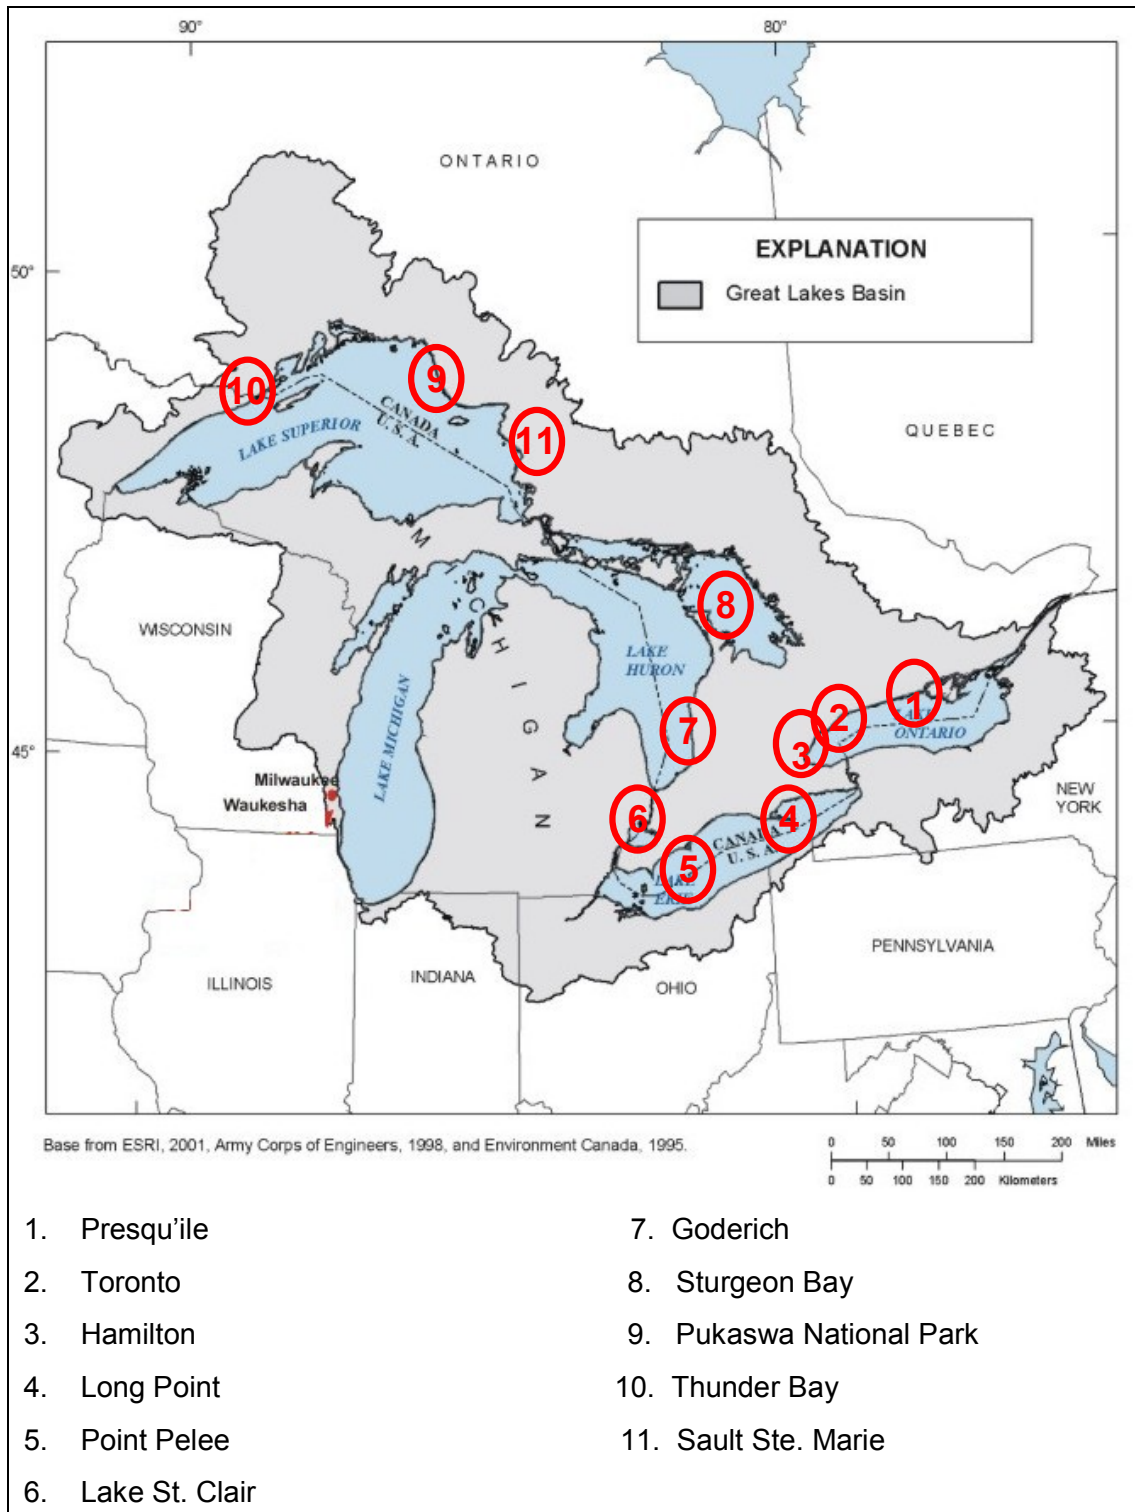 90°
80°
ONTARIO
EXPLANATION
Great Lakes Basin
50°
10
9
CANADA
U.S.A.
LAKE SUPERIOR
11
QUEBEC
M I C H I G A N
8
WISCONSIN
LAKE
HURON
LAKE MICHIGAN
1
2
LAKE
ONTARIO
7
3
45°
Milwaukee
Waukesha
NEW
YORK
6
4
CANADA
U.S.A.
5
LAKE
ERIE
PENNSYLVANIA
ILLINOIS
INDIANA
OHIO
Base from ESRI, 2001, Army Corps of Engineers, 1998, and Environment Canada, 1995.
0 50 100 150 200 Miles
0 50 100 150 200 Kilometers
1. Presqu’ile
2. Toronto
3. Hamilton
4. Long Point
5. Point Pelee
6. Lake St. Clair
7. Goderich
8. Sturgeon Bay
9. Pukaswa National Park
10. Thunder Bay
11. Sault Ste. Marie